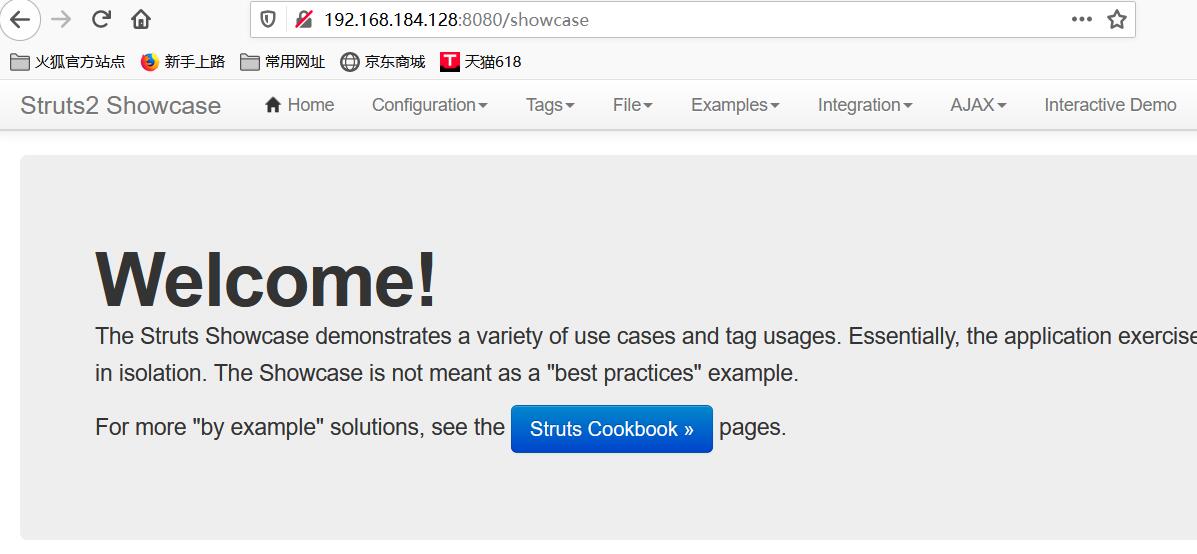 192.168.184.128:8080/showcase
火狐官方站点 新手上路 常用网址 京东商城 天猫618
Struts2 Showcase Home Configuration Tags File Examples Integration AJAX Interactive Demo
Welcome!
The Struts Showcase demonstrates a variety of use cases and tag usages. Essentially, the application exercise
in isolation. The Showcase is not meant as a "best practices" example.
For more "by example" solutions, see the Struts Cookbook » pages.